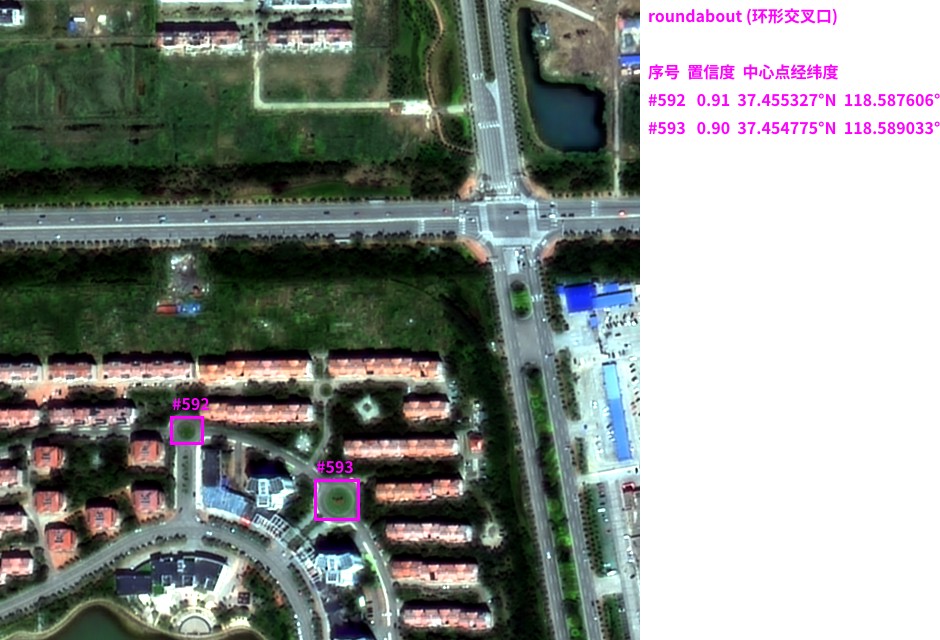 roundabout (环形交叉口)
序号 置信度 中心点经纬度
#592 0.91 37.455327°N 118.587606°
#593 0.90 37.454775°N 118.589033°
#592
#593